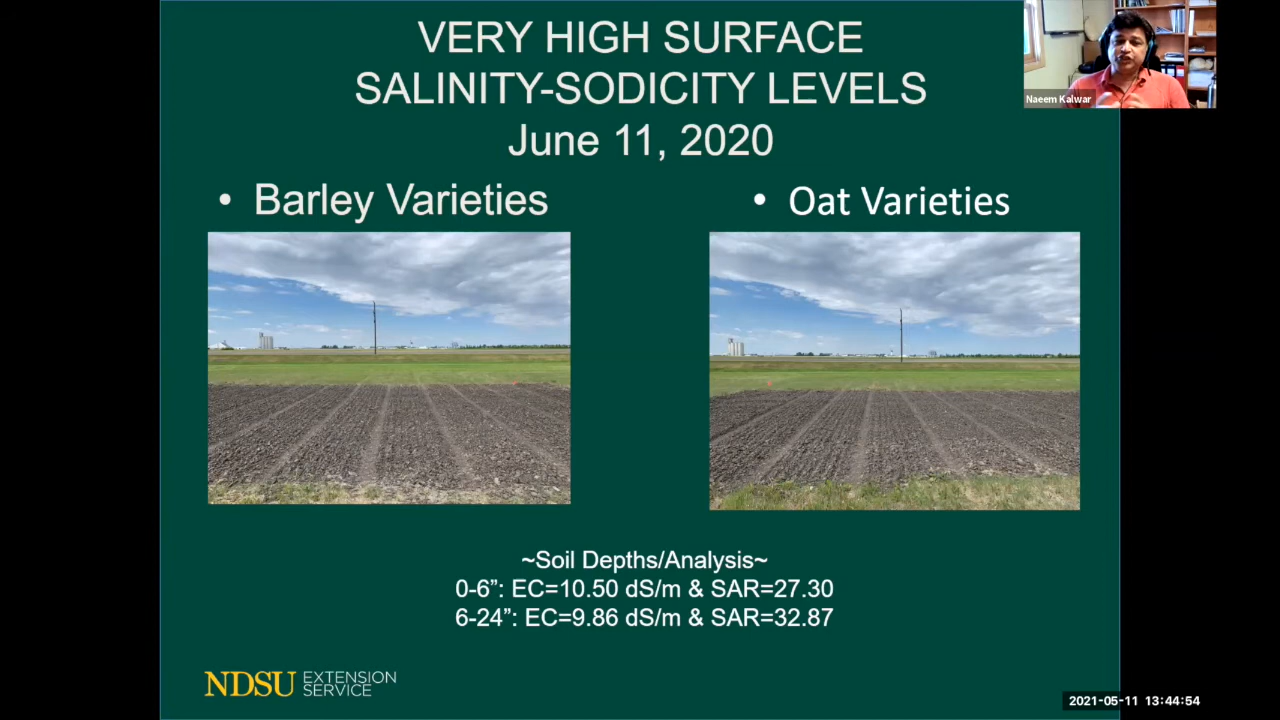 VERY HIGH SURFACE
SALINITY-SODICITY LEVELS
June 11, 2020
Naeem Kalwar
• Barley Varieties
• Oat Varieties
~Soil Depths/Analysis~
0-6”: EC=10.50 dS/m & SAR=27.30
6-24”: EC=9.86 dS/m & SAR=32.87
NDSU EXTENSION
SERVICE
2021-05-11 13:44:54